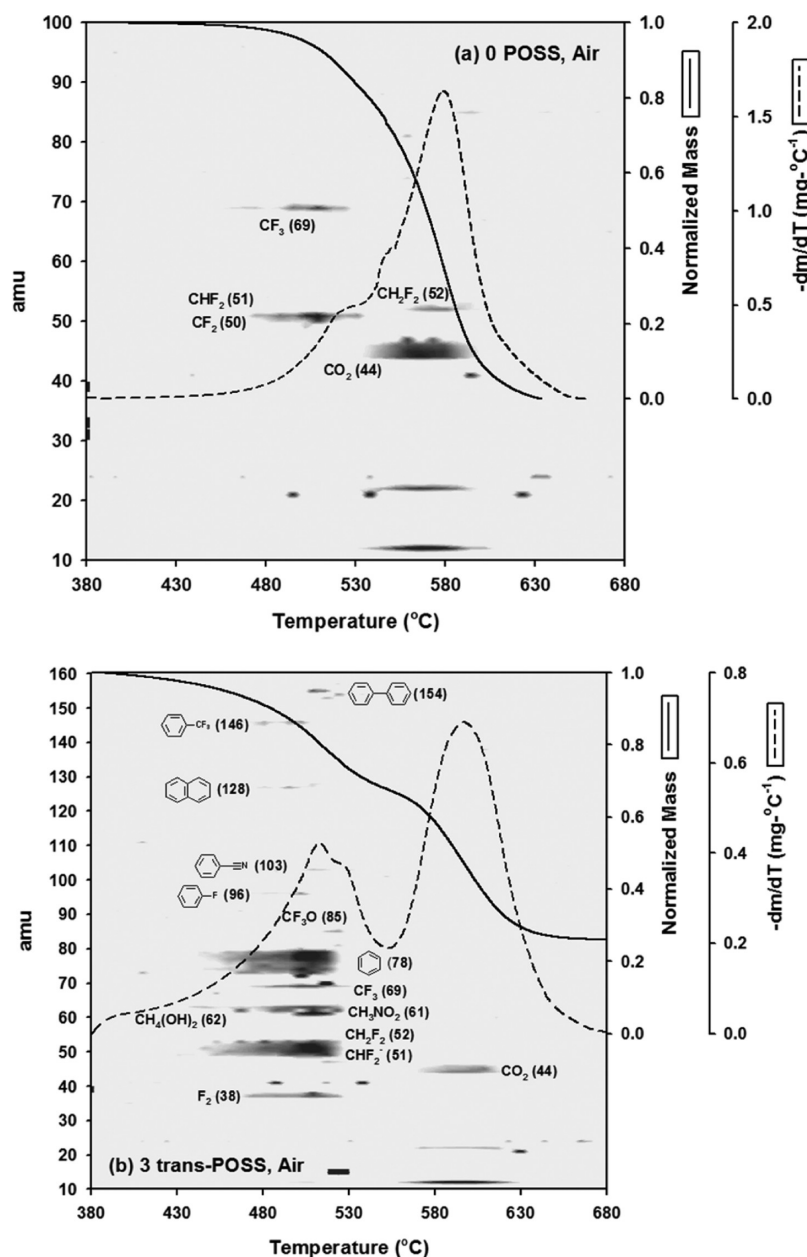 (a) 0 POSS, Air
100
90
80
70
60
50
40
30
20
10
amu
CF₃ (69)
CHF₂ (51)
CF₂ (50)
CH₂F₂ (52)
CO₂ (44)
380
430
480
530
580
630
680
Temperature (°C)
1.0
0.8
0.6
0.4
0.2
0.0
Normalized Mass
2.0
1.5
1.0
0.5
0.0
-dm/dT (mg-°C⁻¹)
160
150
140
130
120
110
100
90
80
70
60
50
40
30
20
10
amu
(154)
CF₃ (146)
(128)
N (103)
F (96)
CF₃O (85)
(78)
CF₃ (69)
CH₄(OH)₂ (62)
CH₃NO₂ (61)
CH₂F₂ (52)
CHF₂⁻ (51)
CO₂ (44)
F₂ (38)
(b) 3 trans-POSS, Air
380
430
480
530
580
630
680
Temperature (°C)
1.0
0.8
0.6
0.4
0.2
0.0
Normalized Mass
0.8
0.6
0.4
0.2
0.0
-dm/dT (mg-°C⁻¹)